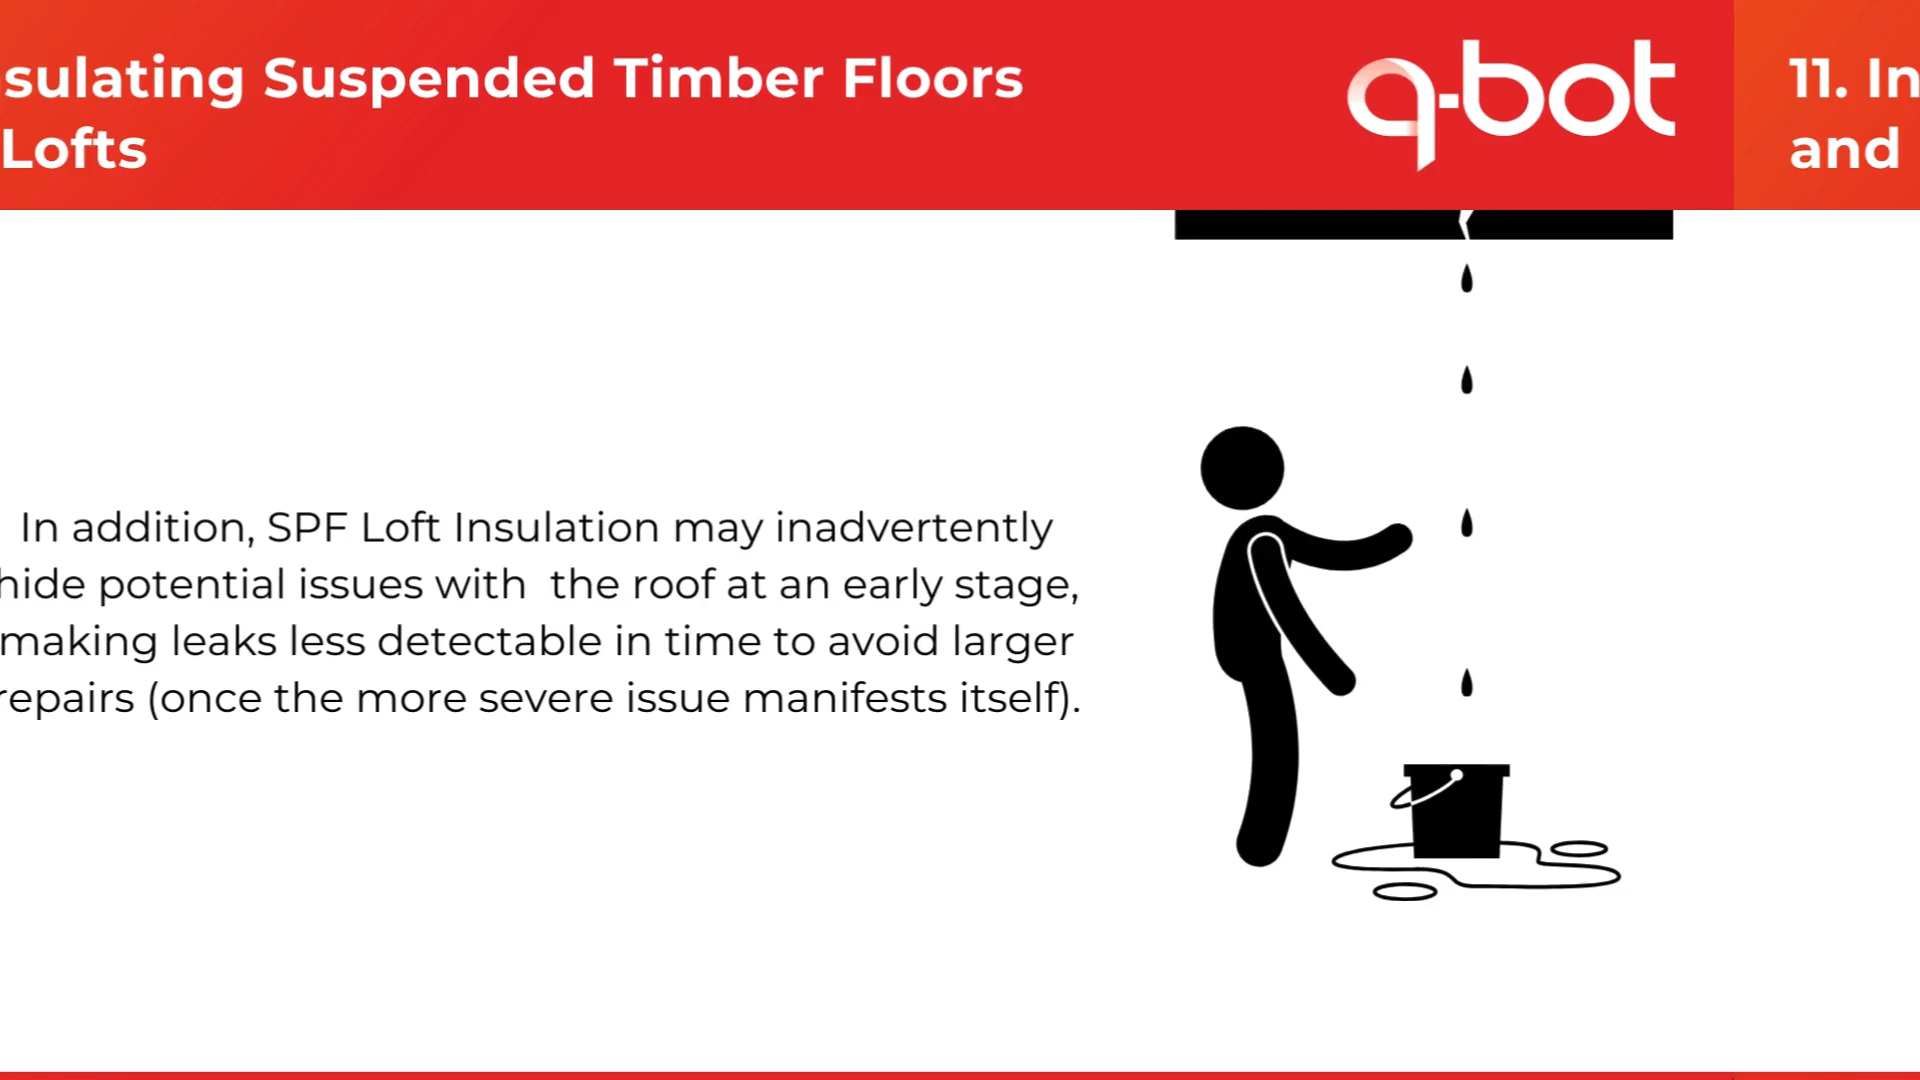 sulating Suspended Timber Floors
Lofts
q-bot
11. In
and
In addition, SPF Loft Insulation may inadvertently
hide potential issues with  the roof at an early stage,
making leaks less detectable in time to avoid larger
repairs (once the more severe issue manifests itself).